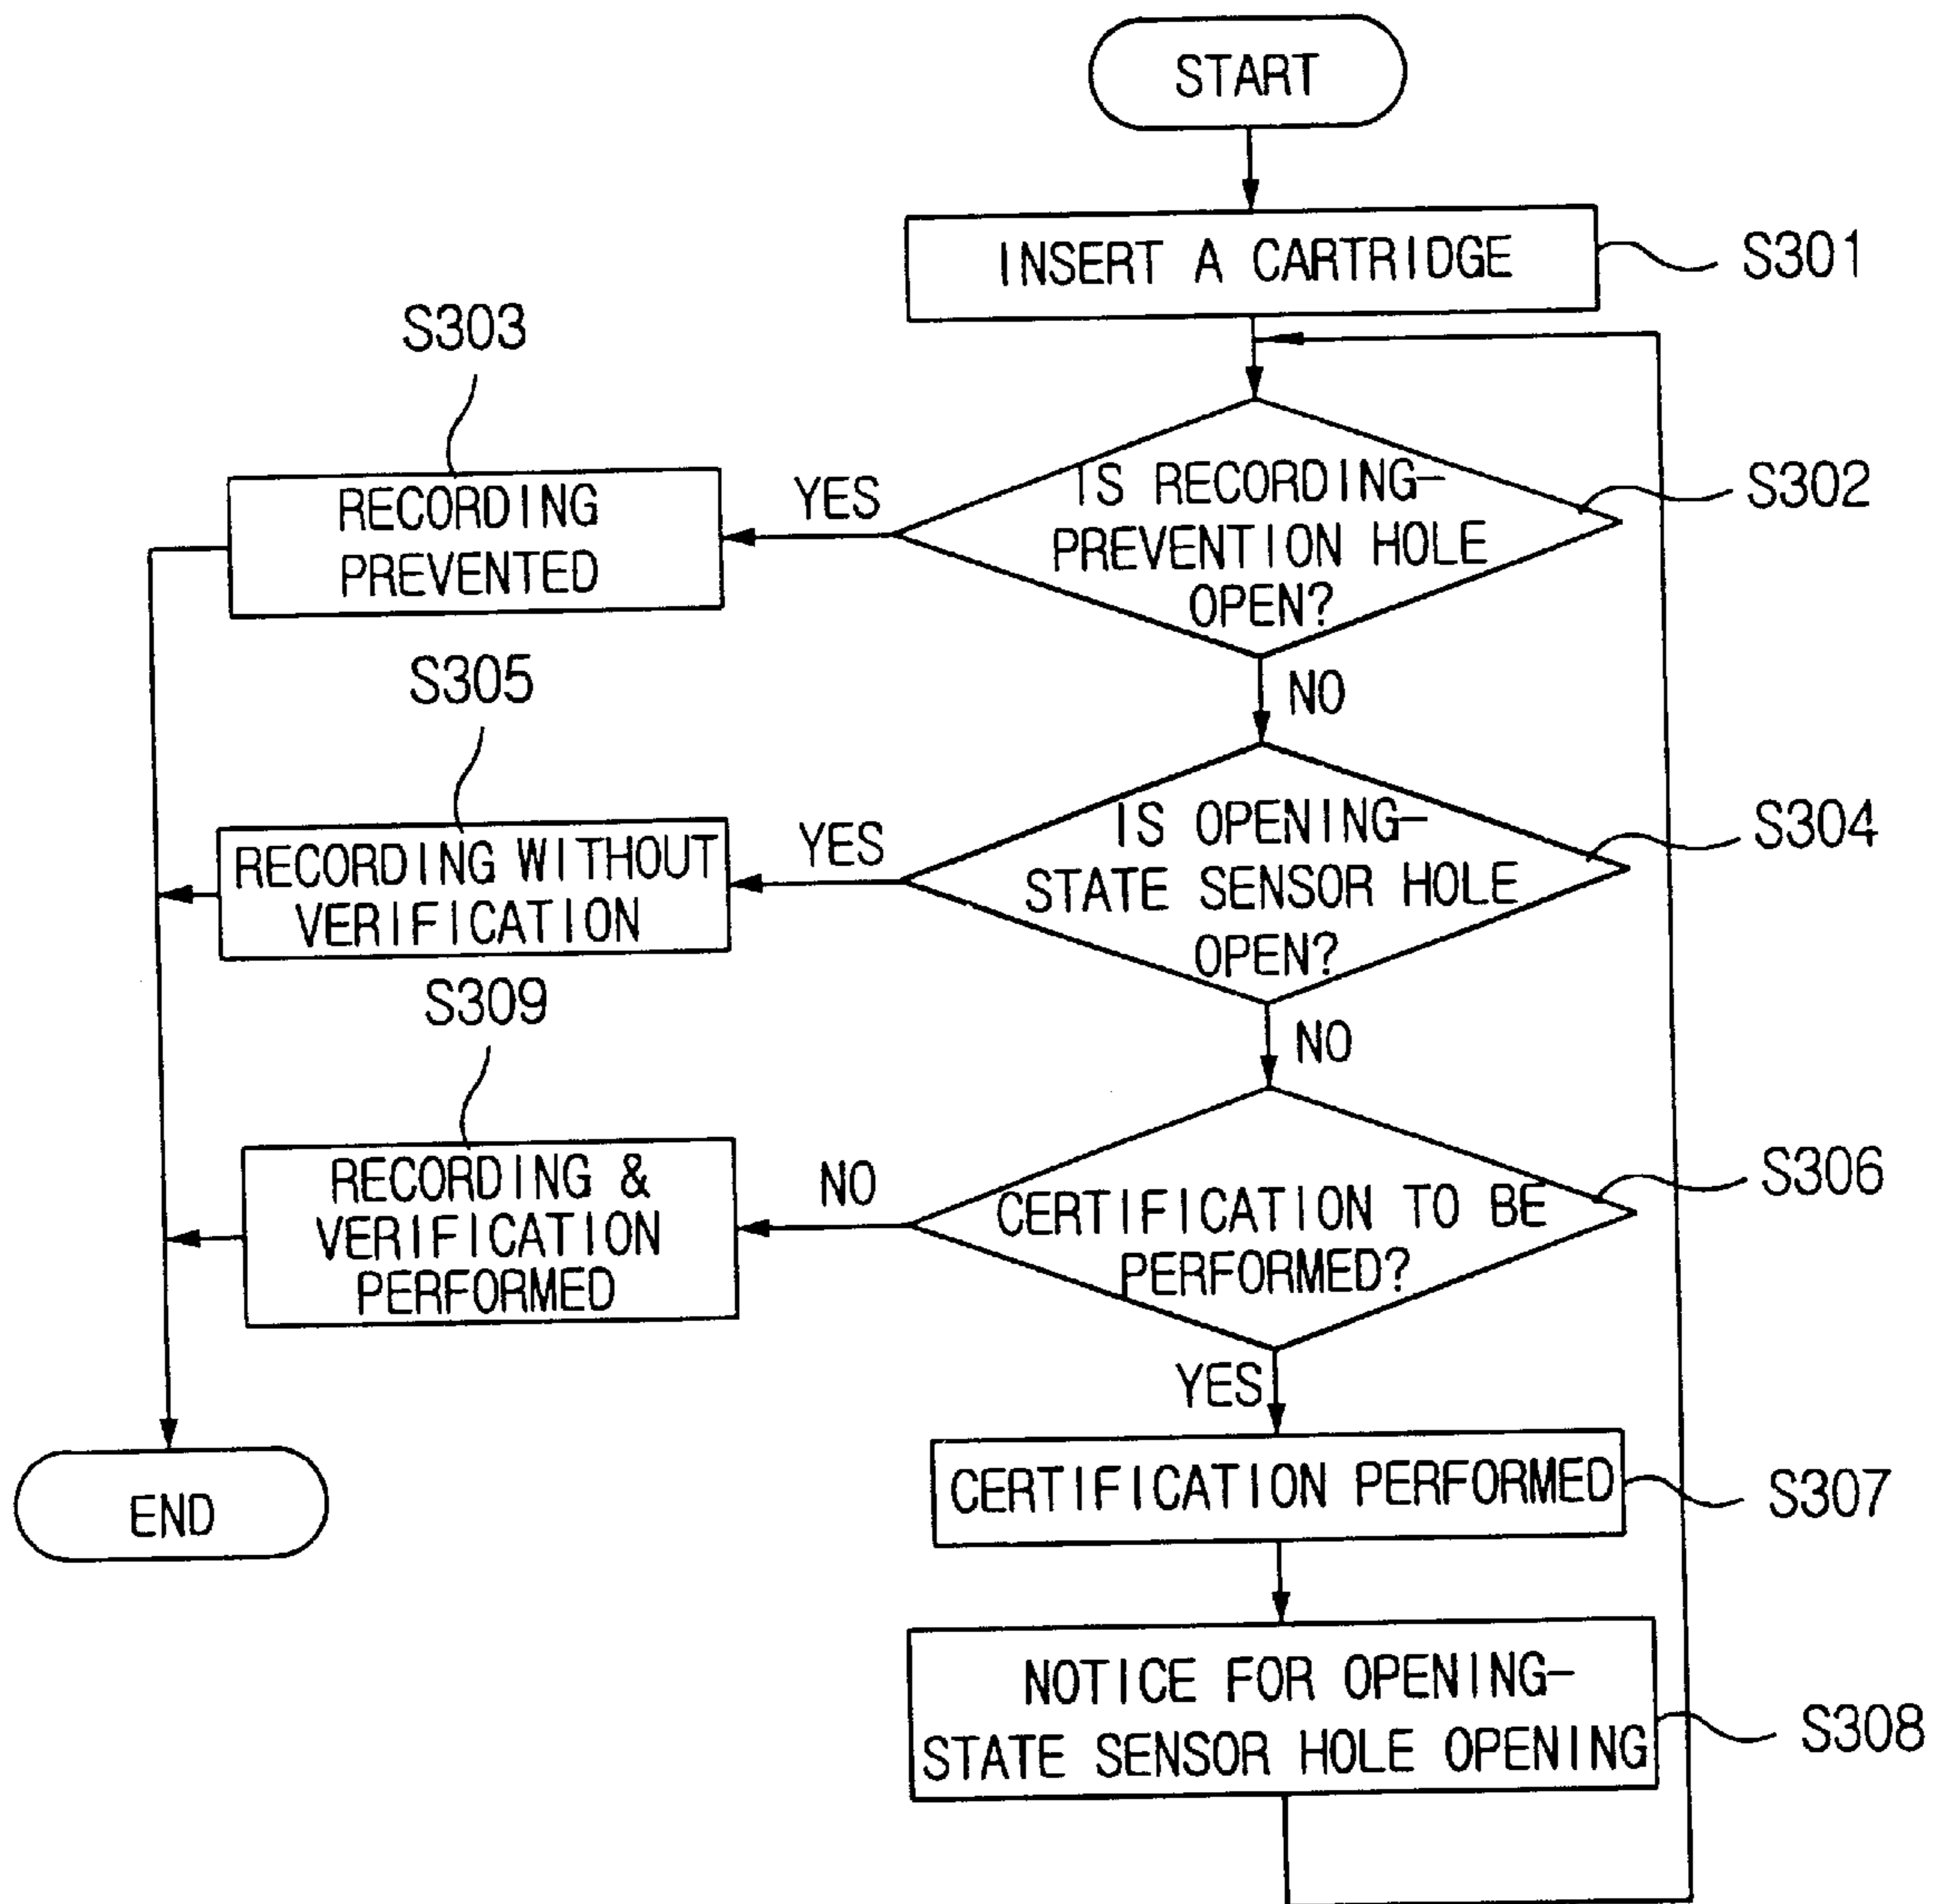 START
INSERT A CARTRIDGE
S301
S303
IS RECORDING-
PREVENTION HOLE
OPEN?
S302
YES
RECORDING
PREVENTED
NO
S305
IS OPENING-
STATE SENSOR HOLE
OPEN?
S304
YES
RECORDING WITHOUT
VERIFICATION
NO
S309
CERTIFICATION TO BE
PERFORMED?
S306
NO
RECORDING &
VERIFICATION
PERFORMED
YES
CERTIFICATION PERFORMED
S307
END
NOTICE FOR OPENING-
STATE SENSOR HOLE OPENING
S308